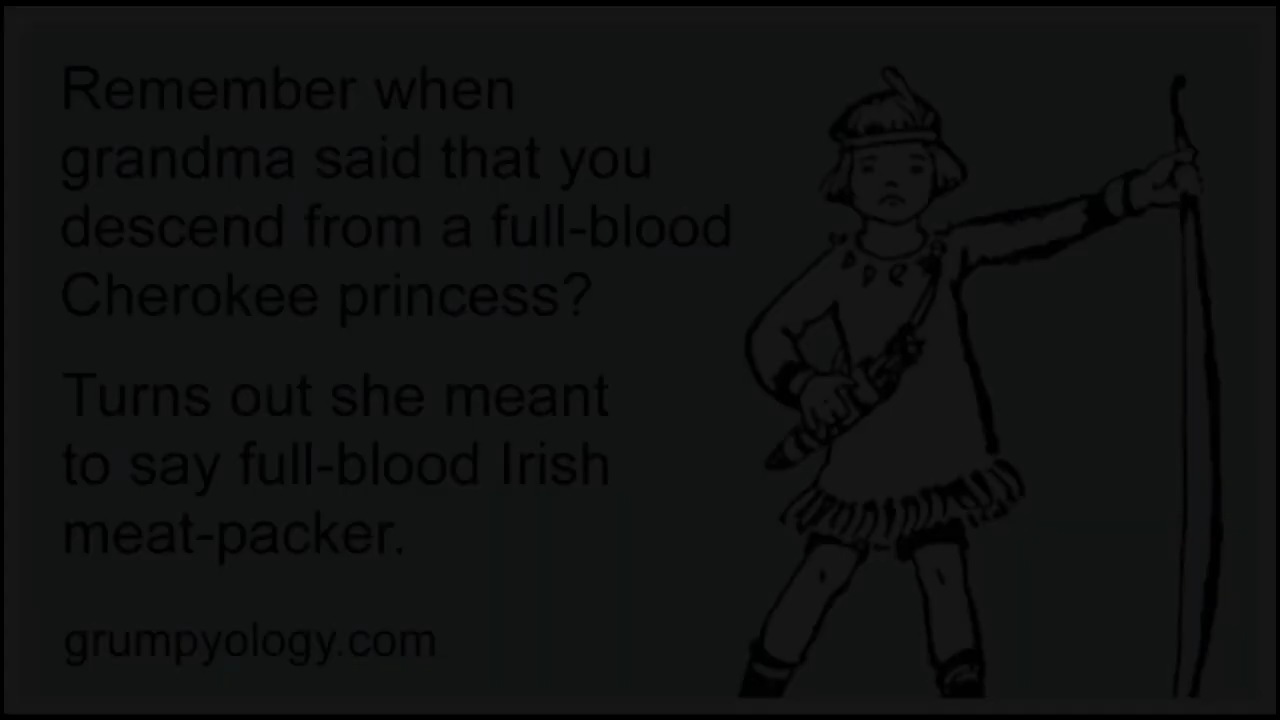 Remember when
grandma said that you
descend from a full-blood
Cherokee princess?
Turns out she meant
to say full-blood Irish
meat-packer.
grumpyology.com